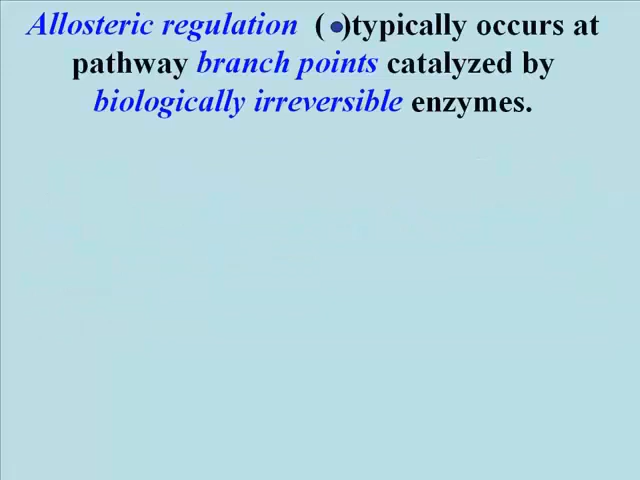 Allosteric regulation ( ●)typically occurs at
pathway branch points catalyzed by
biologically irreversible enzymes.